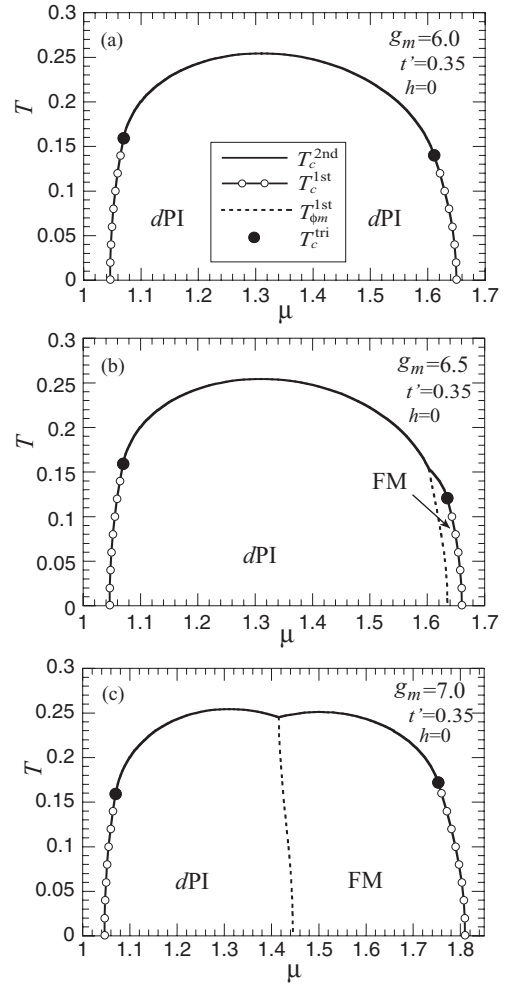 (a)
g_m=6.0
t'=0.35
h=0
T
0.3
0.25
0.2
0.15
0.1
0.05
0
T_c^2nd
T_c^1st
T_ϕm^1st
T_c^tri
dPI
dPI
1 1.1 1.2 1.3 1.4 1.5 1.6 1.7
μ
(b)
g_m=6.5
t'=0.35
h=0
T
0.3
0.25
0.2
0.15
0.1
0.05
0
FM
dPI
1 1.1 1.2 1.3 1.4 1.5 1.6 1.7
μ
(c)
g_m=7.0
t'=0.35
h=0
T
0.3
0.25
0.2
0.15
0.1
0.05
0
dPI FM
1 1.1 1.2 1.3 1.4 1.5 1.6 1.7 1.8
μ